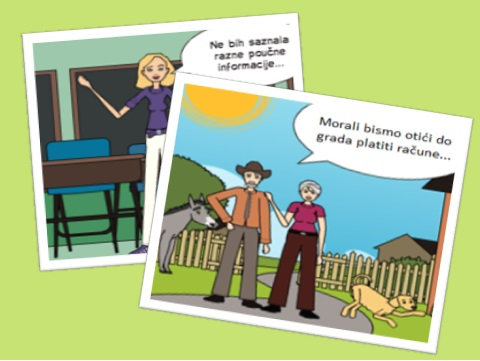 Ne bih saznala
razne poučne
informacije...
Morali bismo otići do
grada platiti račune...